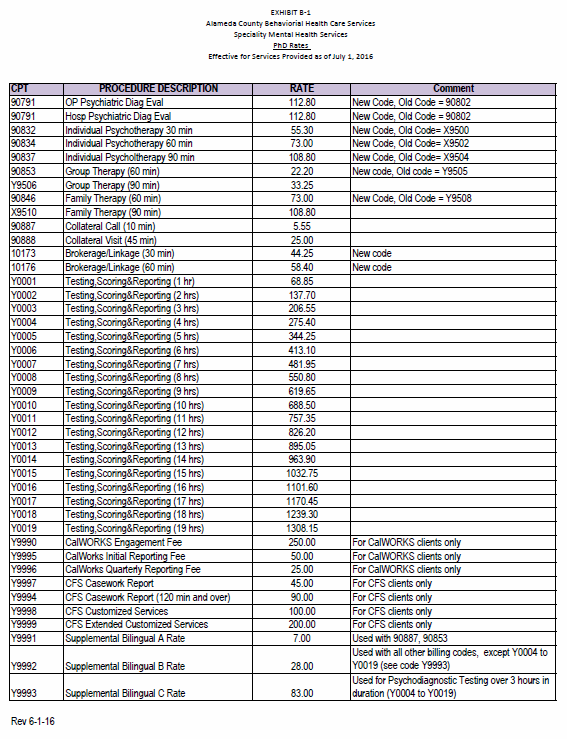 EXHIBIT B-1
Alameda County Behaviorial Health Care Services
Speciality Mental Health Services
PhD Rates
Effective for Services Provided as of July 1, 2016
CPT PROCEDURE DESCRIPTION RATE Comment
90791 OP Psychiatric Diag Eval 112.80 New Code, Old Code = 90802
90791 Hosp Psychiatric Diag Eval 112.80 New Code, Old Code = 90802
90832 Individual Psychotherapy 30 min 55.30 New Code, Old Code= X9500
90834 Individual Psychotherapy 60 min 73.00 New Code, Old Code= X9502
90837 Individual Psycholtherapy 90 min 108.80 New Code, Old Code= X9504
90853 Group Therapy (60 min) 22.20 New code, Old code = Y9505
Y9506 Group Therapy (90 min) 33.25
90846 Family Therapy (60 min) 73.00 New Code, Old Code = Y9508
X9510 Family Therapy (90 min) 108.80
90887 Collateral Call (10 min) 5.55
90888 Collateral Visit (45 min) 25.00
10173 Brokerage/Linkage (30 min) 44.25 New code
10176 Brokerage/Linkage (60 min) 58.40 New code
Y0001 Testing,Scoring&Reporting (1 hr) 68.85
Y0002 Testing,Scoring&Reporting (2 hrs) 137.70
Y0003 Testing,Scoring&Reporting (3 hrs) 206.55
Y0004 Testing,Scoring&Reporting (4 hrs) 275.40
Y0005 Testing,Scoring&Reporting (5 hrs) 344.25
Y0006 Testing,Scoring&Reporting (6 hrs) 413.10
Y0007 Testing,Scoring&Reporting (7 hrs) 481.95
Y0008 Testing,Scoring&Reporting (8 hrs) 550.80
Y0009 Testing,Scoring&Reporting (9 hrs) 619.65
Y0010 Testing,Scoring&Reporting (10 hrs) 688.50
Y0011 Testing,Scoring&Reporting (11 hrs) 757.35
Y0012 Testing,Scoring&Reporting (12 hrs) 826.20
Y0013 Testing,Scoring&Reporting (13 hrs) 895.05
Y0014 Testing,Scoring&Reporting (14 hrs) 963.90
Y0015 Testing,Scoring&Reporting (15 hrs) 1032.75
Y0016 Testing,Scoring&Reporting (16 hrs) 1101.60
Y0017 Testing,Scoring&Reporting (17 hrs) 1170.45
Y0018 Testing,Scoring&Reporting (18 hrs) 1239.30
Y0019 Testing,Scoring&Reporting (19 hrs) 1308.15
Y9990 CalWORKS Engagement Fee 250.00 For CalWORKS clients only
Y9995 CalWorks Initial Reporting Fee 50.00 For CalWORKS clients only
Y9996 CalWorks Quarterly Reporting Fee 25.00 For CalWORKS clients only
Y9997 CFS Casework Report 45.00 For CFS clients only
Y9994 CFS Casework Report (120 min and over) 90.00 For CFS clients only
Y9998 CFS Customized Services 100.00 For CFS clients only
Y9999 CFS Extended Customized Services 200.00 For CFS clients only
Y9991 Supplemental Bilingual A Rate 7.00 Used with 90887, 90853
Used with all other billing codes, except Y0004 to
Y9992 Supplemental Bilingual B Rate 28.00 Y0019 (see code Y9993)
Used for Psychodiagnostic Testing over 3 hours in
Y9993 Supplemental Bilingual C Rate 83.00 duration (Y0004 to Y0019)
Rev 6-1-16